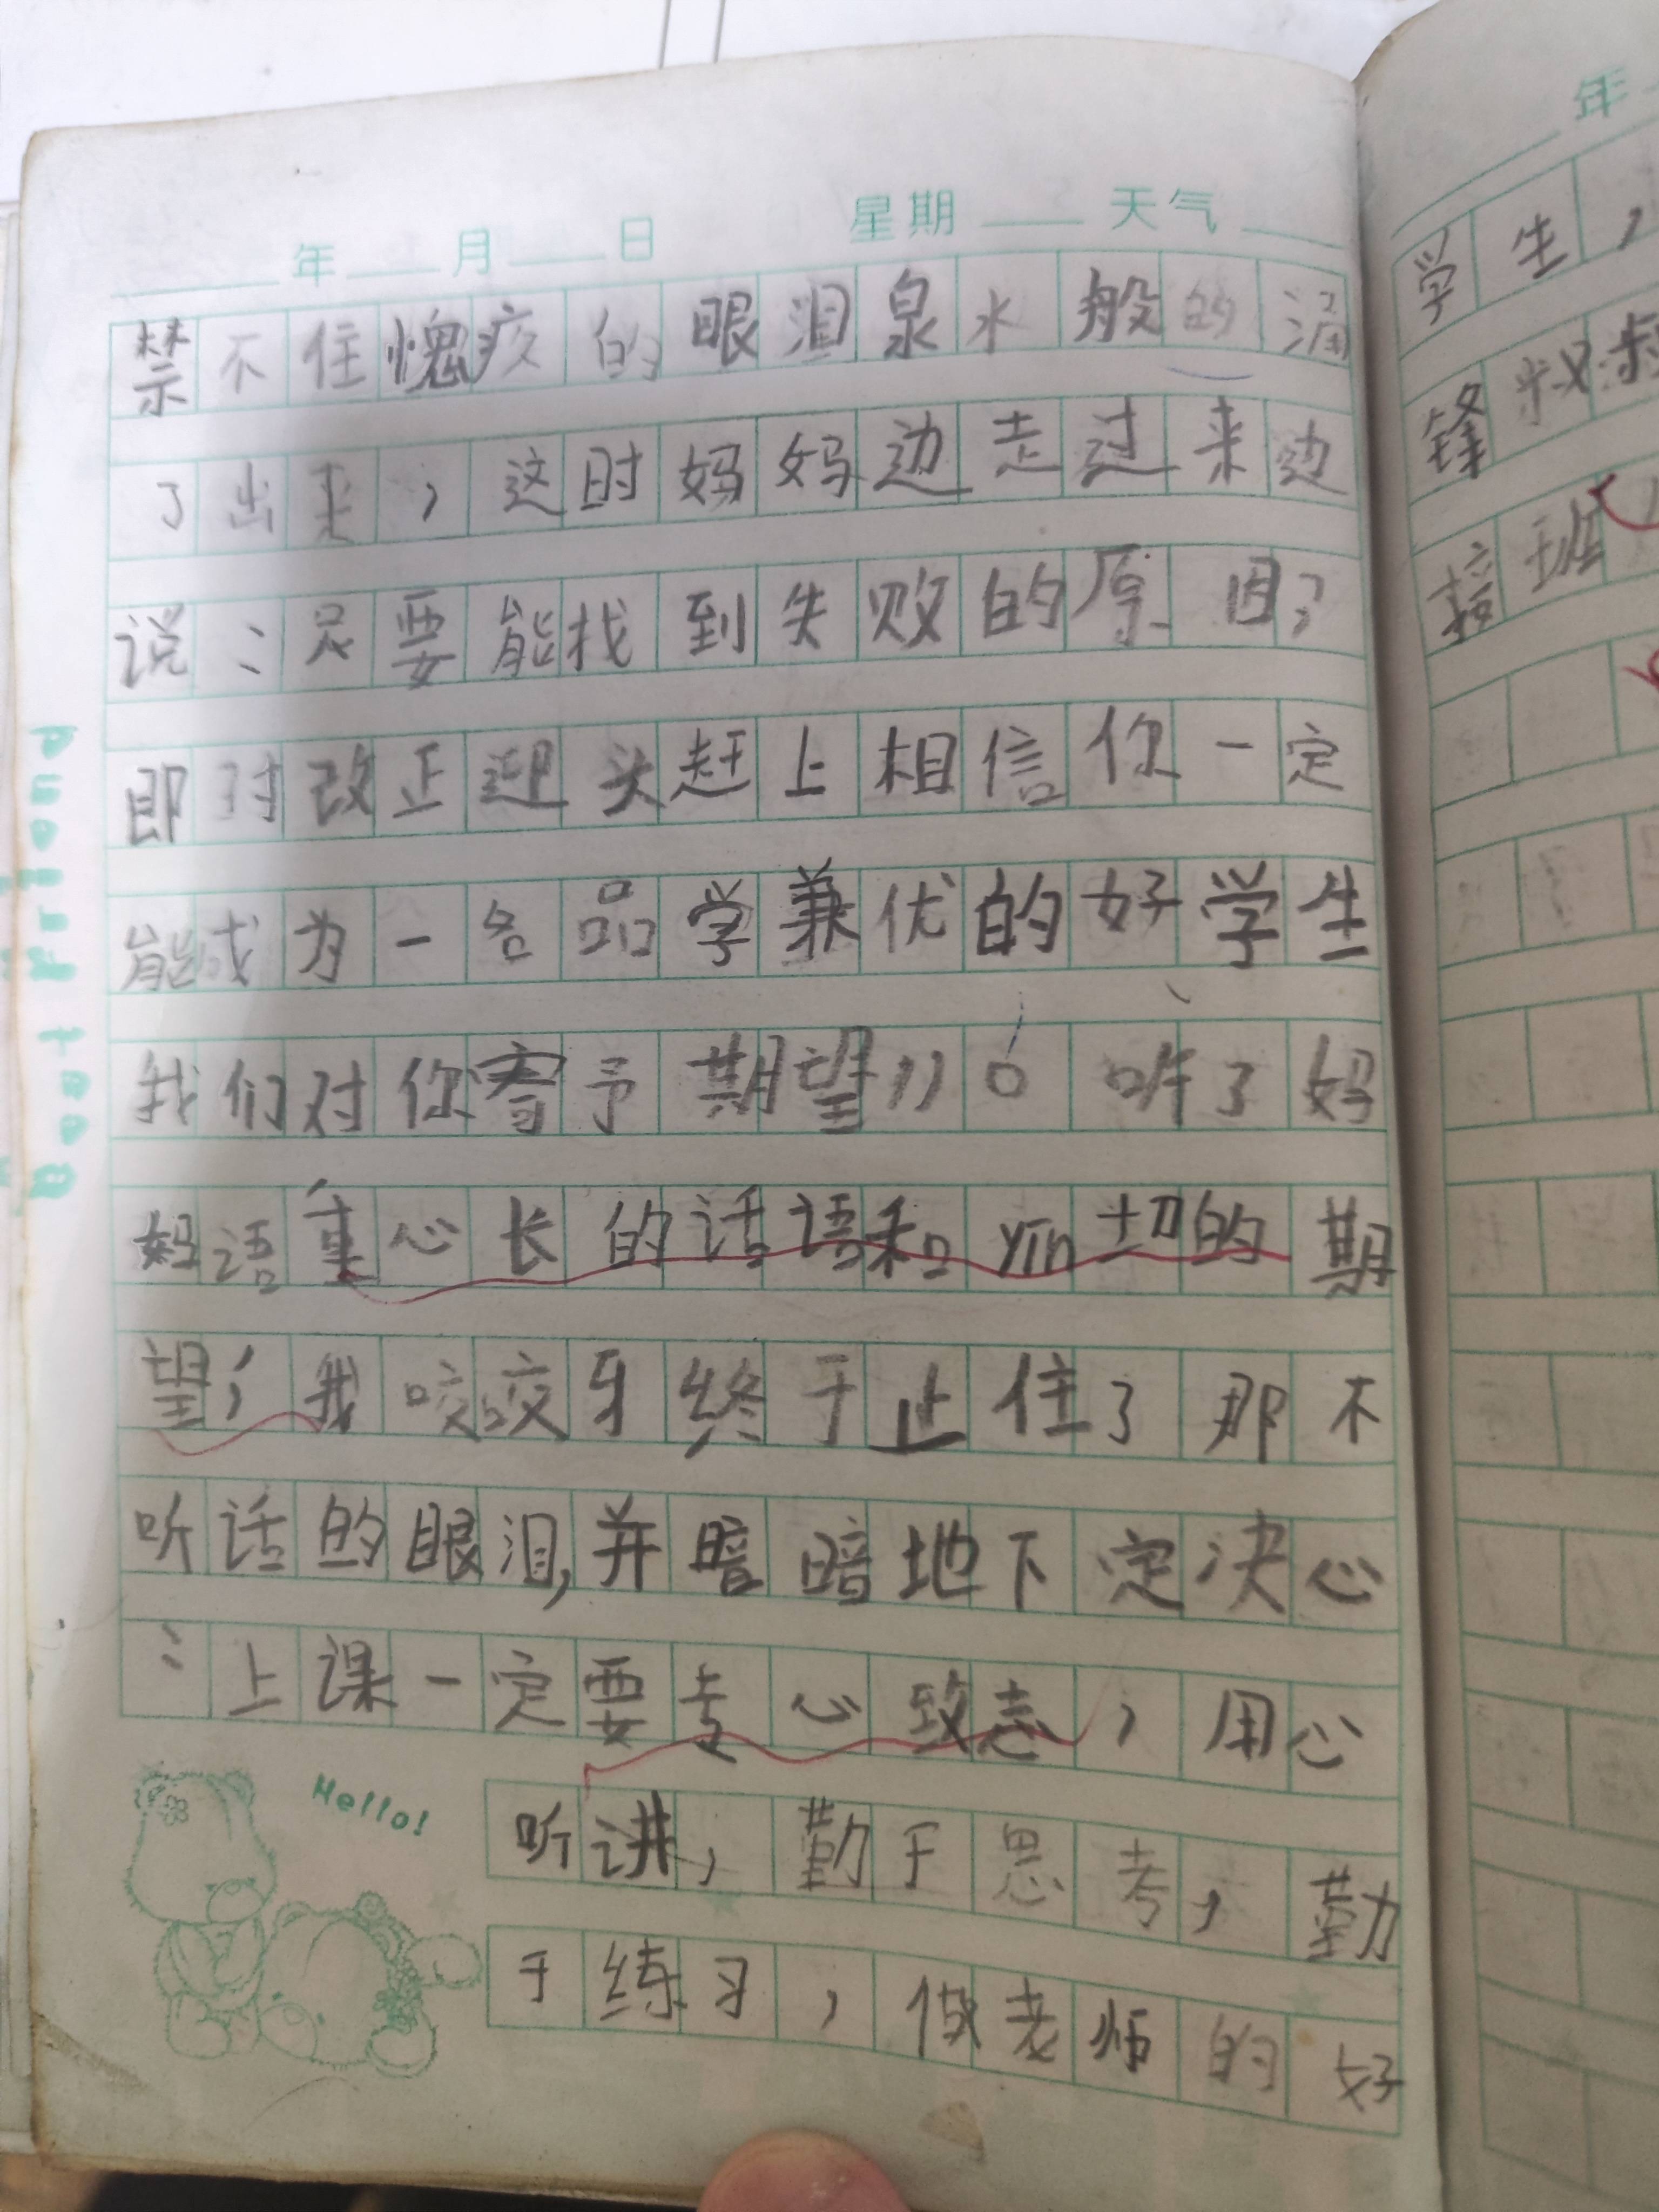 年 月 日 星期 天气
禁不住愧疚的眼泪泉水般的涌
了出来，这时妈妈边走过来边
说：只要能找到失败的原因，
即时改正迎头赶上相信你一定
能成为一名品学兼优的好学生
我们对你寄予期望”。听了妈
妈语重心长的话语和yin切的期
望，我咬咬牙终于止住了那不
听话的眼泪，并暗暗地下定决心
：上课一定要专心致志，用心
Hello!
听讲，勤于思考，勤
于练习，做老师的好
年
学生，
锋叔叔
接班